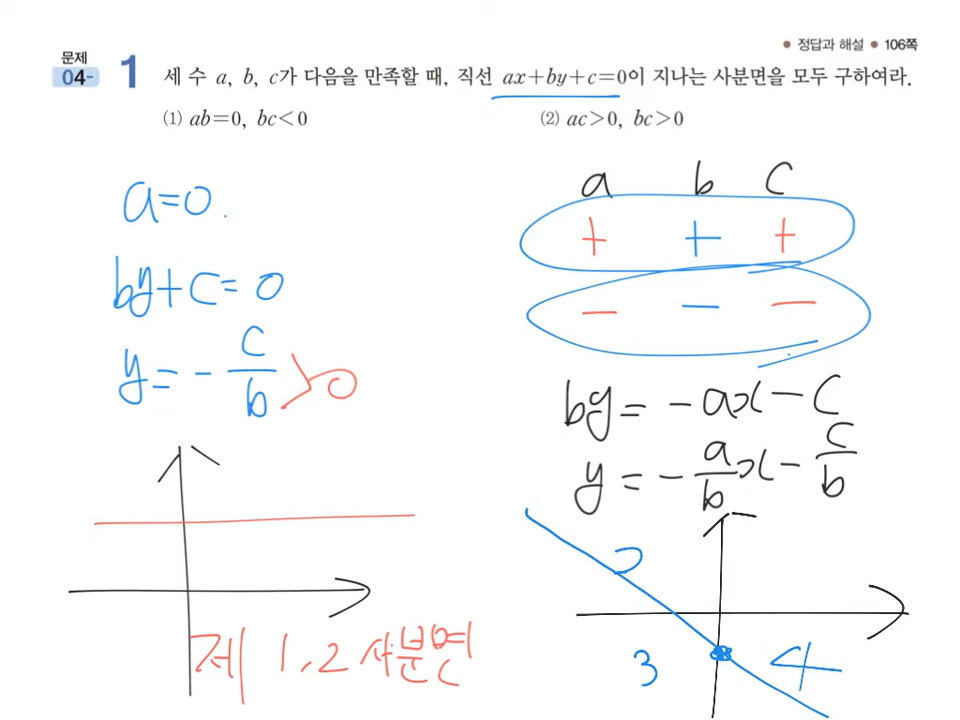 ● 정답과 해설 ● 106쪽
문제
04- 1 세 수 a, b, c가 다음을 만족할 때, 직선 ax+by+c=0이 지나는 사분면을 모두 구하여라.
(1) ab=0, bc<0 (2) ac>0, bc>0
a=0.
by+c=0
y=-c/b>0
제 1,2 사분면
a b c
+ + +
- - -
by=-ax-c
y=-a/b x-c/b
2
3 4